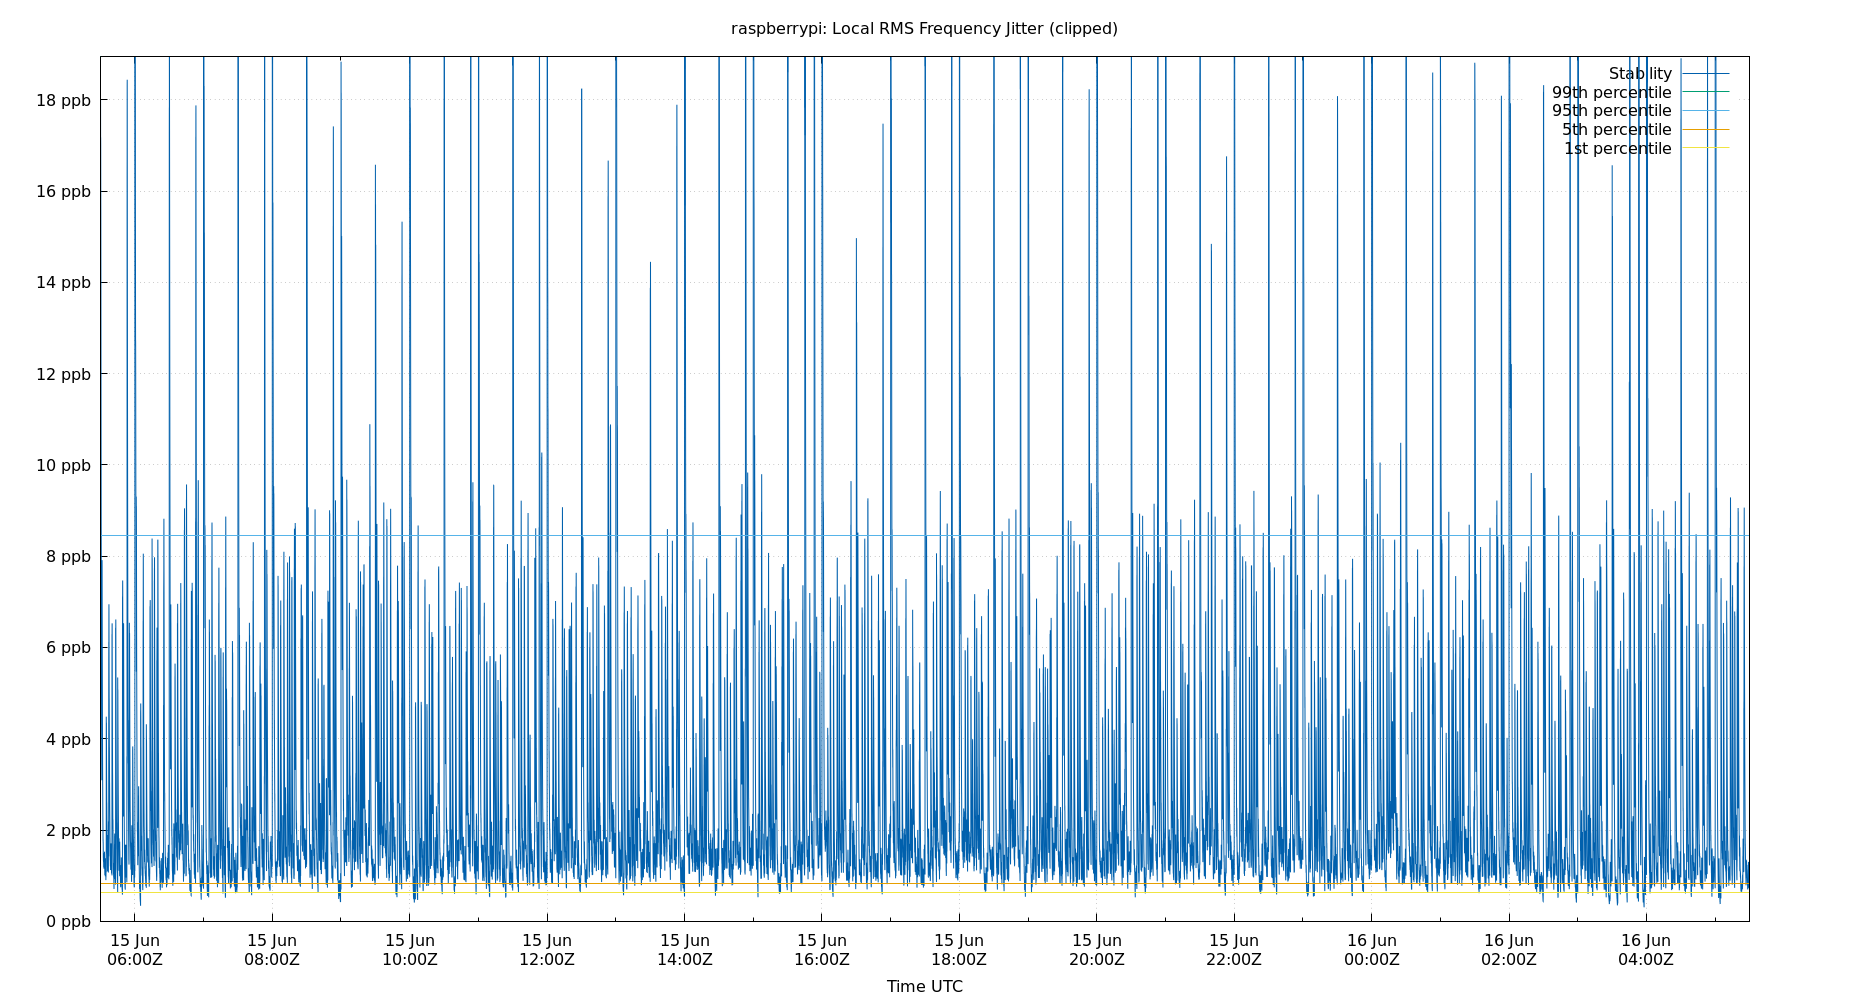 raspberrypi: Local RMS Frequency Jitter (clipped)
18 ppb
16 ppb
14 ppb
12 ppb
10 ppb
8 ppb
6 ppb
4 ppb
2 ppb
0 ppb
Stability
99th percentile
95th percentile
5th percentile
1st percentile
15 Jun 15 Jun 15 Jun 15 Jun 15 Jun 15 Jun 15 Jun 15 Jun 15 Jun 16 Jun 16 Jun 16 Jun
06:00Z 08:00Z 10:00Z 12:00Z 14:00Z 16:00Z 18:00Z 20:00Z 22:00Z 00:00Z 02:00Z 04:00Z
Time UTC